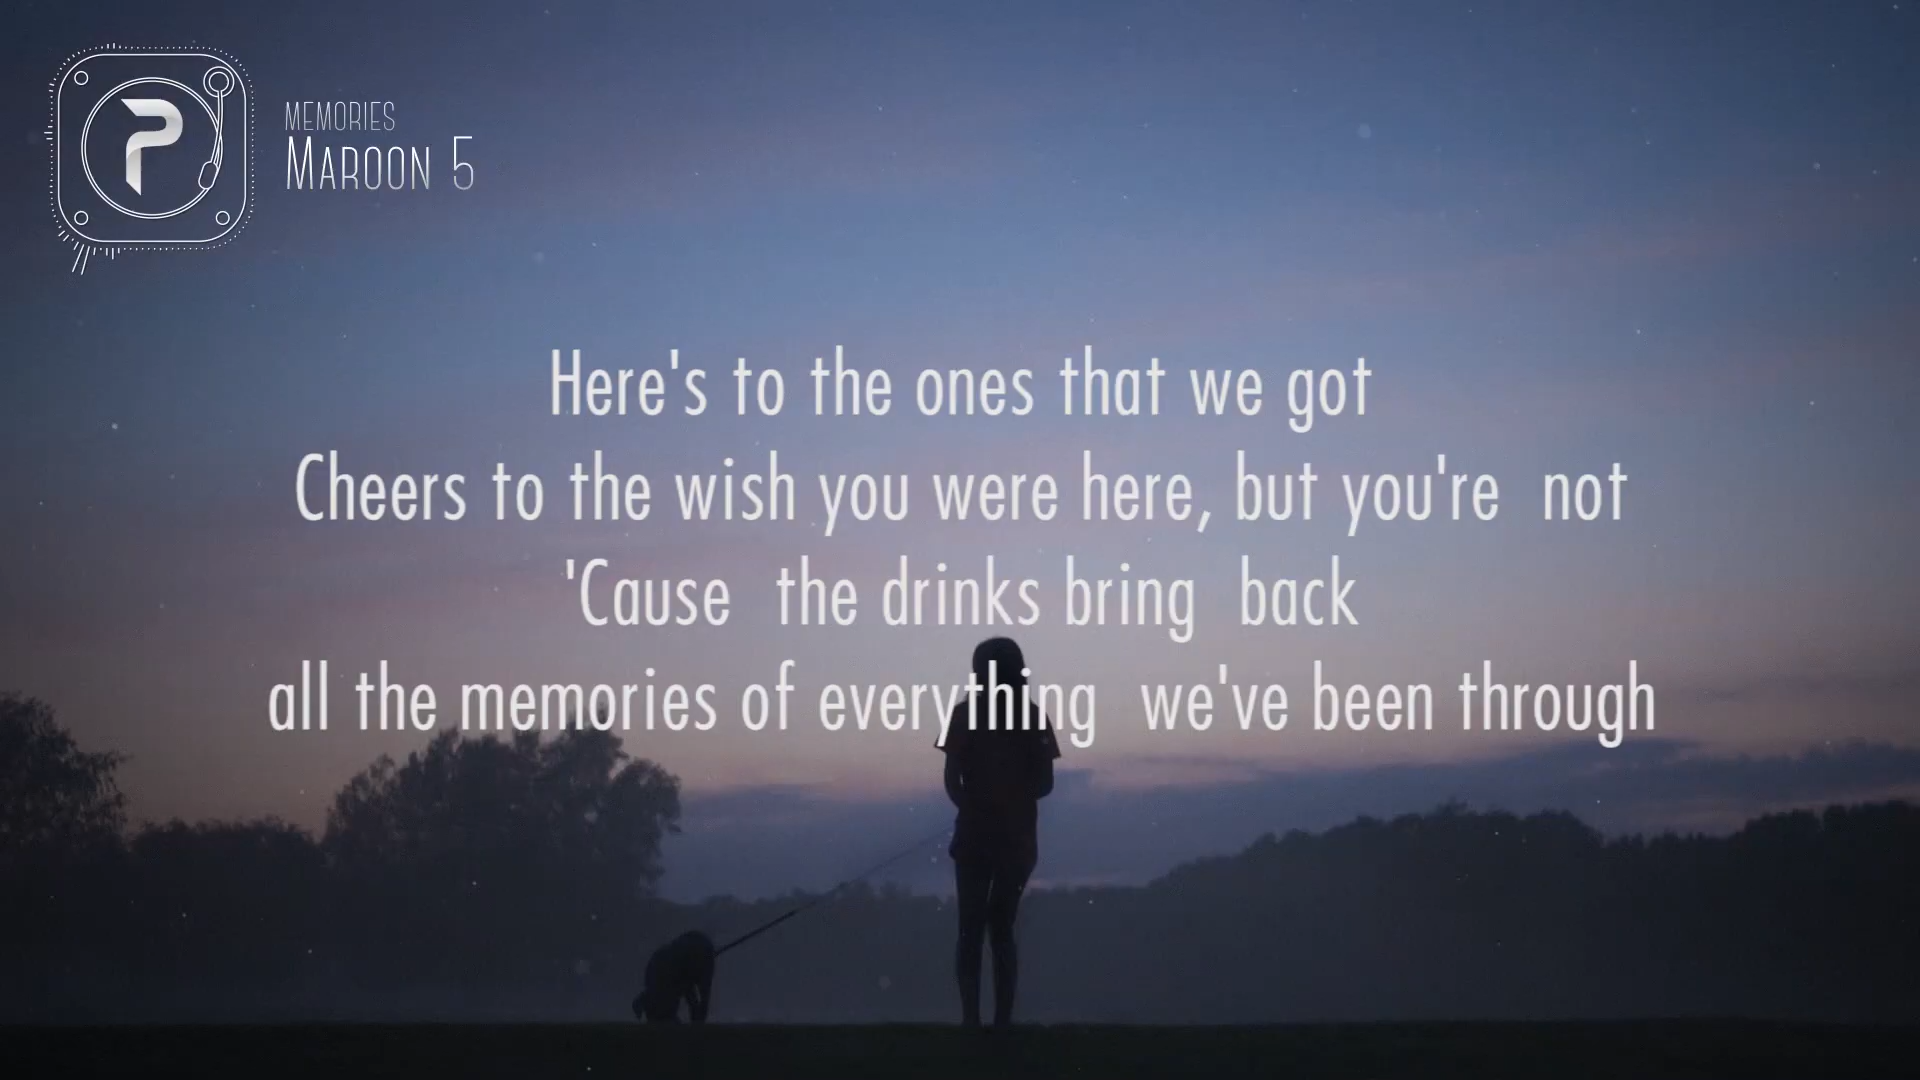 MEMORIES
MAROON 5
Here's to the ones that we got
Cheers to the wish you were here, but you're not
'Cause the drinks bring back
all the memories of everything we've been through